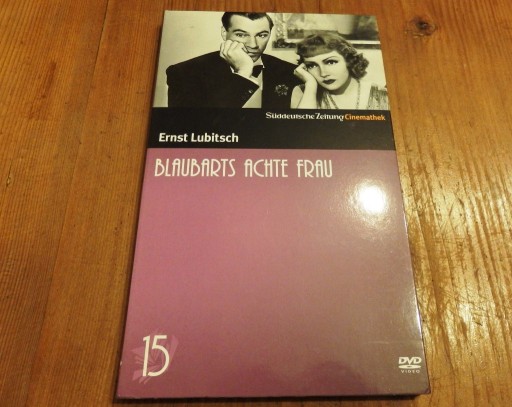 Süddeutsche Zeitung Cinemathek
Ernst Lubitsch
BLAUBARTS ACHTE FRAU
15
DVD
VIDEO